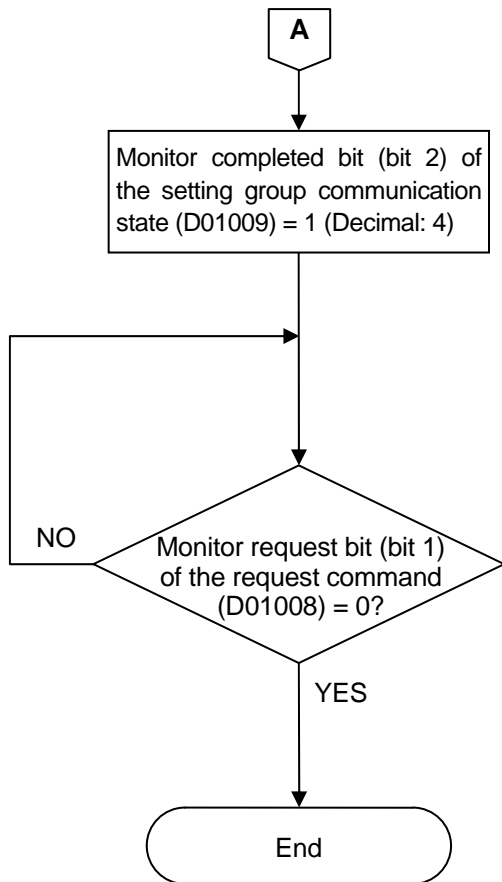 A
Monitor completed bit (bit 2) of
the setting group communication
state (D01009) = 1 (Decimal: 4)
NO
Monitor request bit (bit 1)
of the request command
(D01008) = 0?
YES
End